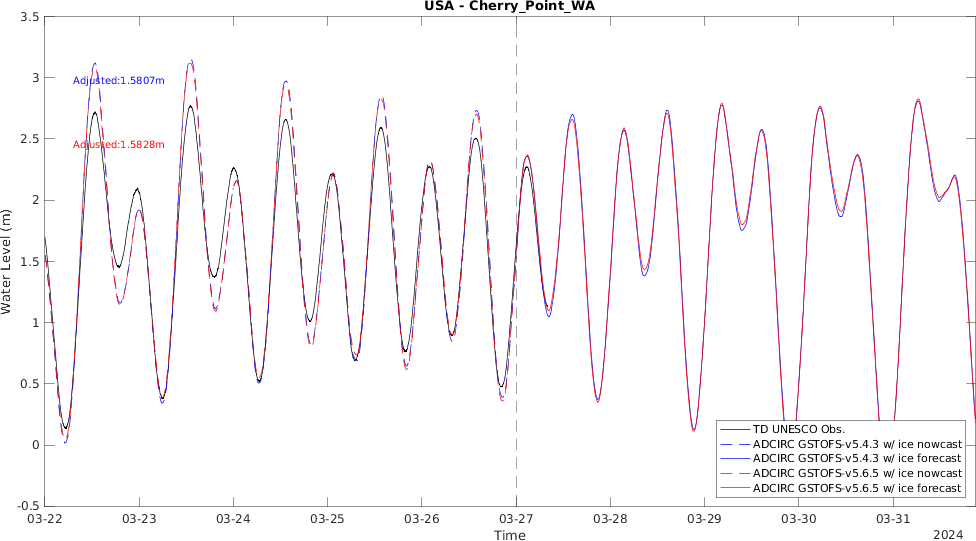 USA - Cherry_Point_WA
3.5
3
2.5
2
1.5
1
0.5
0
-0.5
Water Level (m)
Adjusted:1.5807m
Adjusted:1.5828m
TD UNESCO Obs.
ADCIRC GSTOFS-v5.4.3 w/ ice nowcast
ADCIRC GSTOFS-v5.4.3 w/ ice forecast
ADCIRC GSTOFS-v5.6.5 w/ ice nowcast
ADCIRC GSTOFS-v5.6.5 w/ ice forecast
03-22 03-23 03-24 03-25 03-26 03-27 03-28 03-29 03-30 03-31
Time
2024